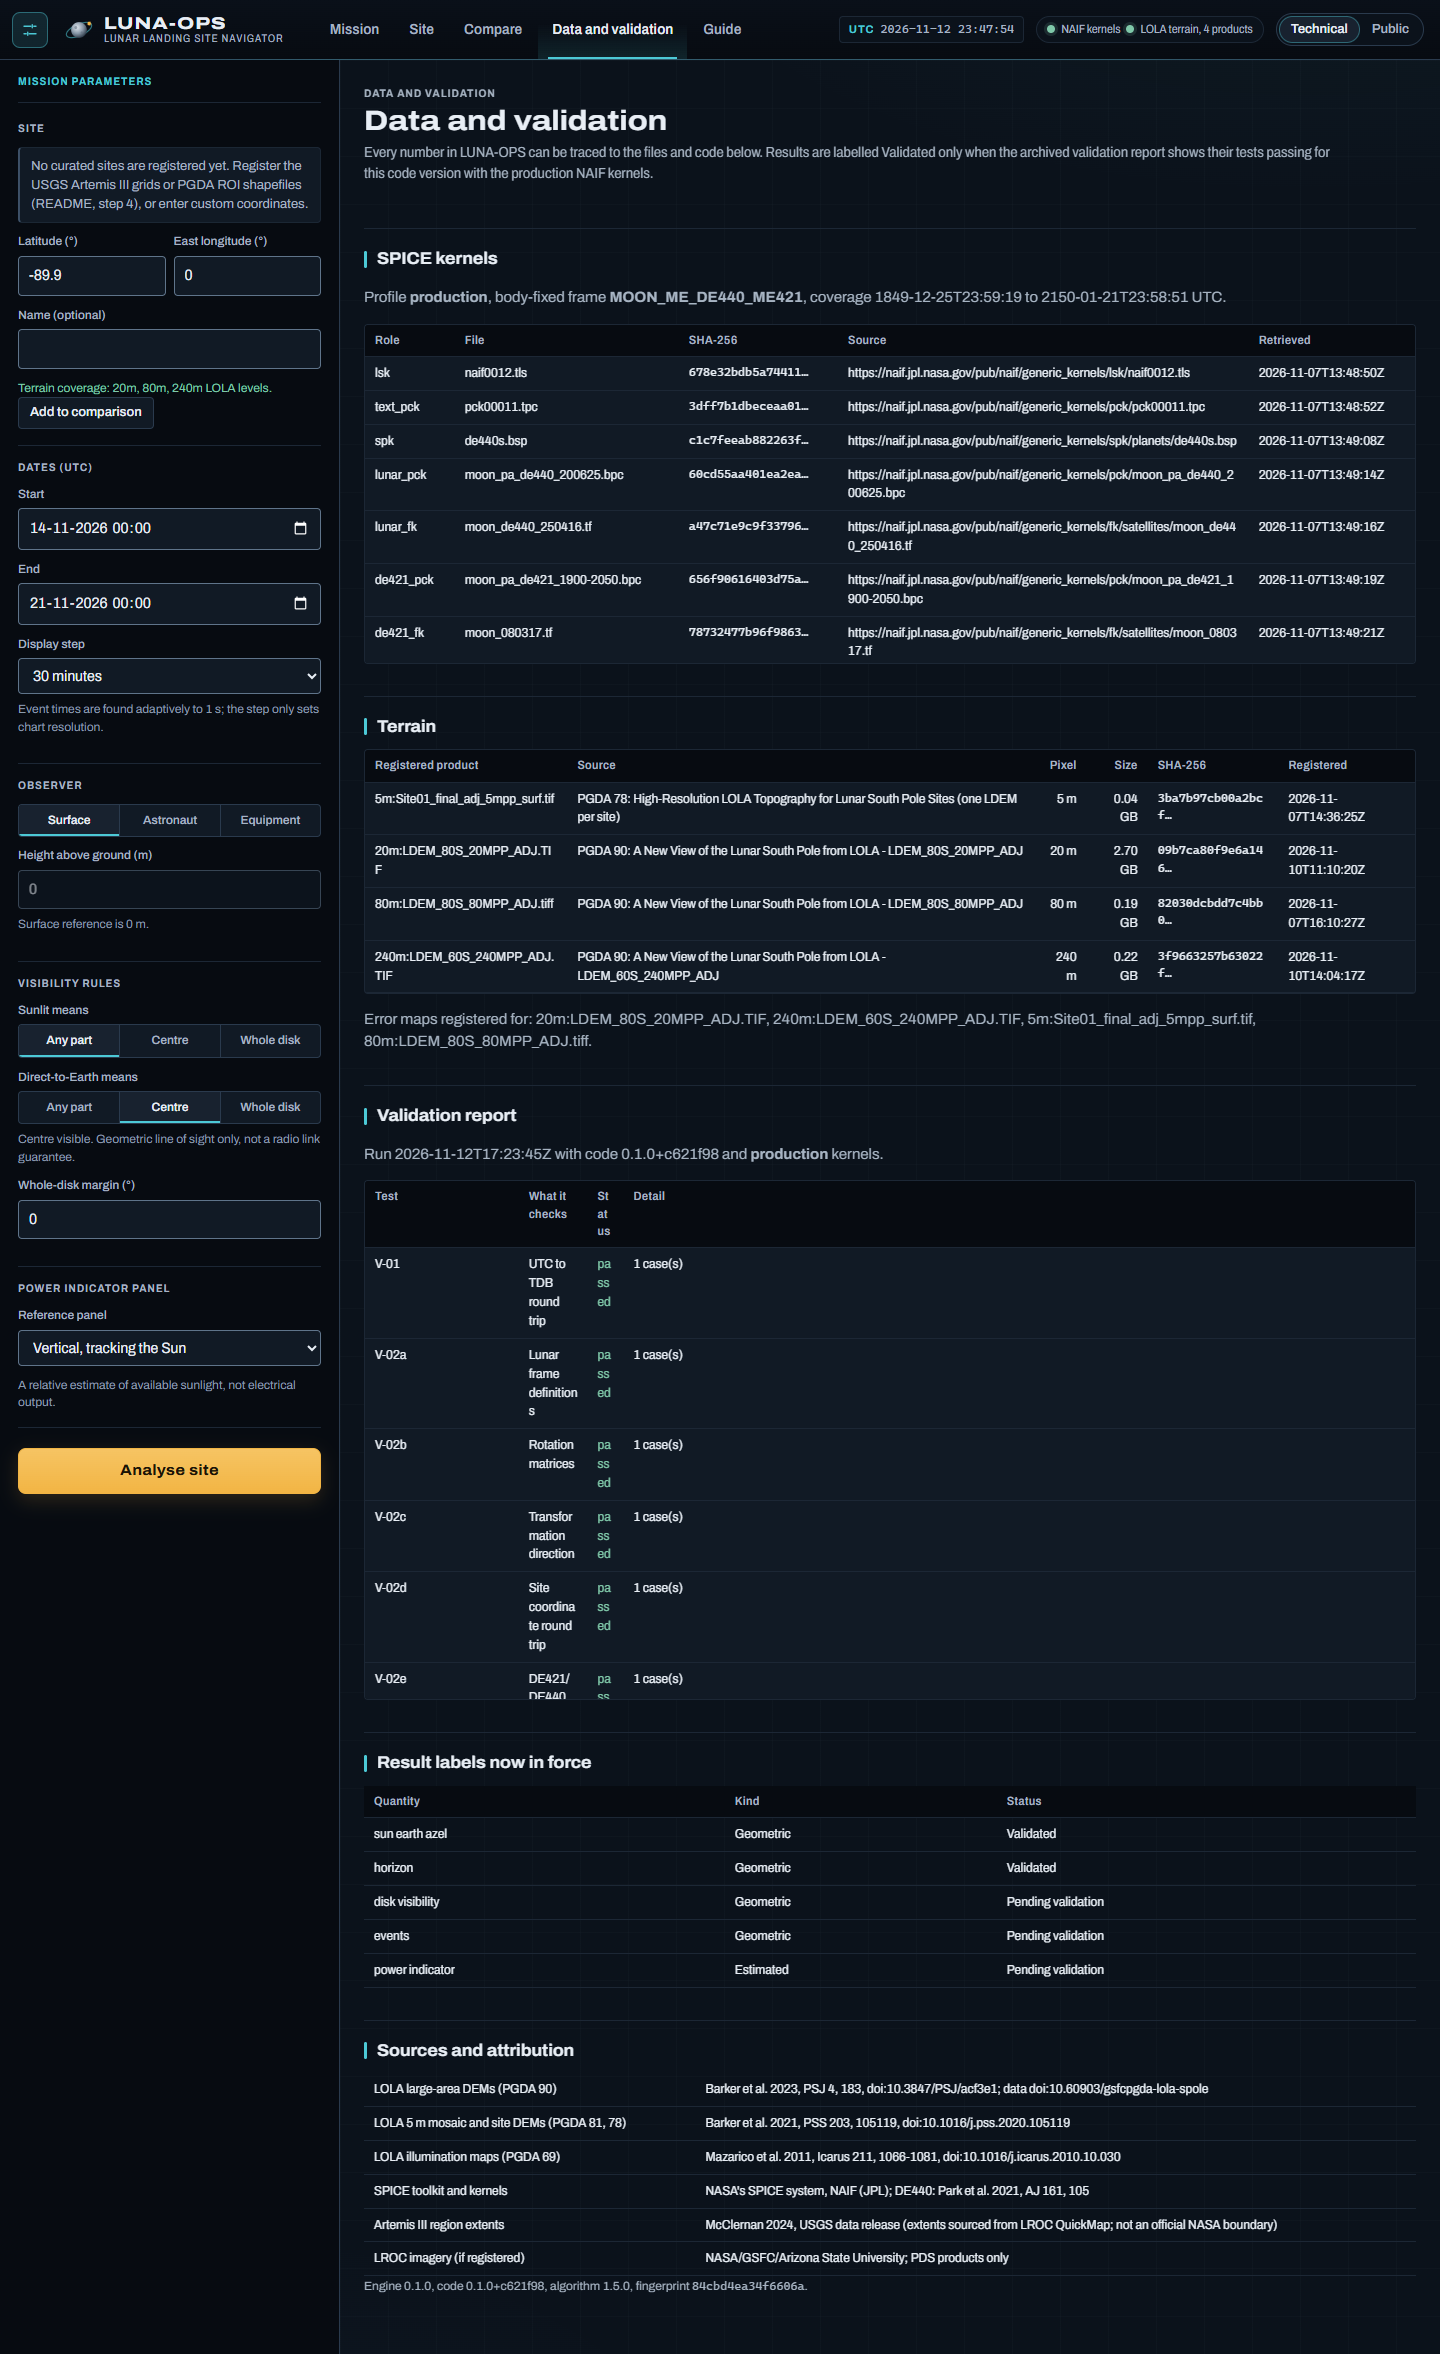 LUNA-OPS
LUNAR LANDING SITE NAVIGATOR
Mission
Site
Compare
Data and validation
Guide
UTC 2026-11-12 23:47:54
NAIF kernels
LOLA terrain, 4 products
Technical
Public
MISSION PARAMETERS
SITE
No curated sites are registered yet. Register the
USGS Artemis III grids or PGDA ROI shapefiles
(README, step 4), or enter custom coordinates.
Latitude (°)
East longitude (°)
-89.9
0
Name (optional)
Terrain coverage: 20m, 80m, 240m LOLA levels.
Add to comparison
DATES (UTC)
Start
14-11-2026 00:00
End
21-11-2026 00:00
Display step
30 minutes
Event times are found adaptively to 1 s; the step only sets
chart resolution.
OBSERVER
Surface
Astronaut
Equipment
Height above ground (m)
0
Surface reference is 0 m.
VISIBILITY RULES
Sunlit means
Any part
Centre
Whole disk
Direct-to-Earth means
Any part
Centre
Whole disk
Centre visible. Geometric line of sight only, not a radio link
guarantee.
Whole-disk margin (°)
0
POWER INDICATOR PANEL
Reference panel
Vertical, tracking the Sun
A relative estimate of available sunlight, not electrical
output.
Analyse site
DATA AND VALIDATION
Data and validation
Every number in LUNA-OPS can be traced to the files and code below. Results are labelled Validated only when the archived validation report shows their tests passing for
this code version with the production NAIF kernels.
SPICE kernels
Profile production, body-fixed frame MOON_ME_DE440_ME421, coverage 1849-12-25T23:59:19 to 2150-01-21T23:58:51 UTC.
Role File SHA-256 Source Retrieved
lsk naif0012.tls 678e32bdb5a74411… https://naif.jpl.nasa.gov/pub/naif/generic_kernels/lsk/naif0012.tls 2026-11-07T13:48:50Z
text_pck pck00011.tpc 3dff7b1dbeceaa01… https://naif.jpl.nasa.gov/pub/naif/generic_kernels/pck/pck00011.tpc 2026-11-07T13:48:52Z
spk de440s.bsp c1c7feeab882263f… https://naif.jpl.nasa.gov/pub/naif/generic_kernels/spk/planets/de440s.bsp 2026-11-07T13:49:08Z
lunar_pck moon_pa_de440_200625.bpc 60cd55aa401ea2ea… https://naif.jpl.nasa.gov/pub/naif/generic_kernels/pck/moon_pa_de440_2 2026-11-07T13:49:14Z
00625.bpc
lunar_fk moon_de440_250416.tf a47c71e9c9f33796… https://naif.jpl.nasa.gov/pub/naif/generic_kernels/fk/satellites/moon_de44 2026-11-07T13:49:16Z
0_250416.tf
de421_pck moon_pa_de421_1900-2050.bpc 656f90616403d75a… https://naif.jpl.nasa.gov/pub/naif/generic_kernels/pck/moon_pa_de421_1 2026-11-07T13:49:19Z
900-2050.bpc
de421_fk moon_080317.tf 78732477b96f9863… https://naif.jpl.nasa.gov/pub/naif/generic_kernels/fk/satellites/moon_0803 2026-11-07T13:49:21Z
17.tf
Terrain
Registered product Source Pixel Size SHA-256 Registered
5m:Site01_final_adj_5mpp_surf.tif PGDA 78: High-Resolution LOLA Topography for Lunar South Pole Sites (one LDEM 5 m 0.04 3ba7b97cb00a2bc 2026-11-
per site) GB f… 07T14:36:25Z
20m:LDEM_80S_20MPP_ADJ.TI PGDA 90: A New View of the Lunar South Pole from LOLA - LDEM_80S_20MPP_ADJ 20 m 2.70 09b7ca80f9e6a14 2026-11-
F GB 6… 10T11:10:20Z
80m:LDEM_80S_80MPP_ADJ.tiff PGDA 90: A New View of the Lunar South Pole from LOLA - LDEM_80S_80MPP_ADJ 80 m 0.19 82030dcbdd7c4bb 2026-11-
GB 0… 07T16:10:27Z
240m:LDEM_60S_240MPP_ADJ. PGDA 90: A New View of the Lunar South Pole from LOLA - 240 0.22 3f9663257b63022 2026-11-
TIF LDEM_60S_240MPP_ADJ m GB f… 10T14:04:17Z
Error maps registered for: 20m:LDEM_80S_20MPP_ADJ.TIF, 240m:LDEM_60S_240MPP_ADJ.TIF, 5m:Site01_final_adj_5mpp_surf.tif,
80m:LDEM_80S_80MPP_ADJ.tiff.
Validation report
Run 2026-11-12T17:23:45Z with code 0.1.0+c621f98 and production kernels.
Test What it St Detail
checks at
us
V-01 UTC to pa 1 case(s)
TDB ss
round ed
trip
V-02a Lunar pa 1 case(s)
frame ss
definition ed
s
V-02b Rotation pa 1 case(s)
matrices ss
ed
V-02c Transfor pa 1 case(s)
mation ss
direction ed
V-02d Site pa 1 case(s)
coordina ss
te round ed
trip
V-02e DE421/ pa 1 case(s)
DE440 ss
Result labels now in force
Quantity Kind Status
sun earth azel Geometric Validated
horizon Geometric Validated
disk visibility Geometric Pending validation
events Geometric Pending validation
power indicator Estimated Pending validation
Sources and attribution
LOLA large-area DEMs (PGDA 90) Barker et al. 2023, PSJ 4, 183, doi:10.3847/PSJ/acf3e1; data doi:10.60903/gsfcpgda-lola-spole
LOLA 5 m mosaic and site DEMs (PGDA 81, 78) Barker et al. 2021, PSS 203, 105119, doi:10.1016/j.pss.2020.105119
LOLA illumination maps (PGDA 69) Mazarico et al. 2011, Icarus 211, 1066-1081, doi:10.1016/j.icarus.2010.10.030
SPICE toolkit and kernels NASA's SPICE system, NAIF (JPL); DE440: Park et al. 2021, AJ 161, 105
Artemis III region extents McClernan 2024, USGS data release (extents sourced from LROC QuickMap; not an official NASA boundary)
LROC imagery (if registered) NASA/GSFC/Arizona State University; PDS products only
Engine 0.1.0, code 0.1.0+c621f98, algorithm 1.5.0, fingerprint 84cbd4ea34f6606a.